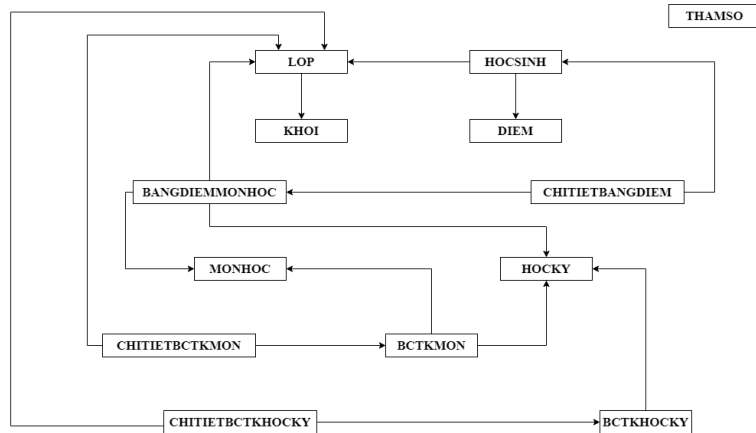 THAMSO
LOP
HOCSINH
KHOI
DIEM
BANGDIEMMONHOC
CHITIETBANGDIEM
MONHOC
HOCKY
CHITIETBCTKMON
BCTKMON
CHITIETBCTKHOCKY
BCTKHOCKY